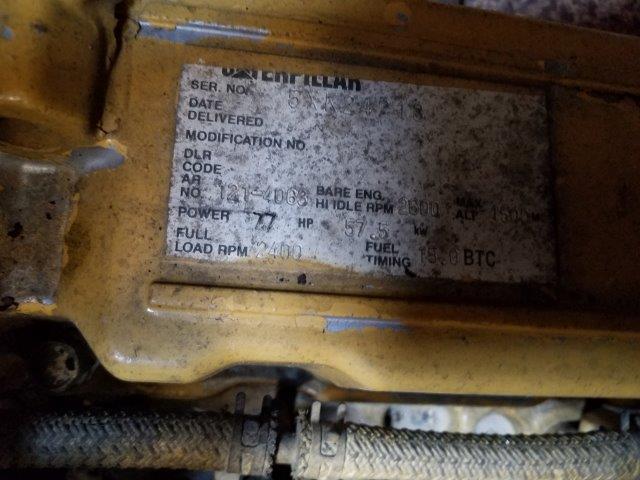 CATERPILLAR
SER. NO.
DATE
DELIVERED
MODIFICATION NO.
DLR
CODE
AR
NO. 121-4063 BARE ENG. HI IDLE RPM 2600 MAX ALT 1500M
POWER 77 HP 57.5 kW
FULL
LOAD RPM 2400 FUEL TIMING 15.0 BTC